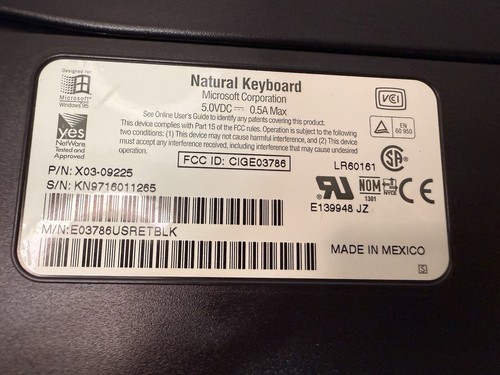 Designed for
Microsoft
Windows 95
yes
NetWare
Tested and
Approved
Natural Keyboard
Microsoft Corporation
5.0VDC ⎓ 0.5A Max
See Online User's Guide to identify any patents covering this product.
This device complies with Part 15 of the FCC rules. Operation is subject to the following
two conditions: (1) This device may not cause harmful interference, and (2) This device
must accept any interference received, including interference that may cause undesired
operation.
FCC ID: CIGE03786
VCI
EN
60 950
LR60161
SA
P/N: X03-09225
S/N: KN9716011265
UR
NOM
1301
NYCE
CE
E139948 JZ
M/N:E03786USRETBLK
MADE IN MEXICO
S